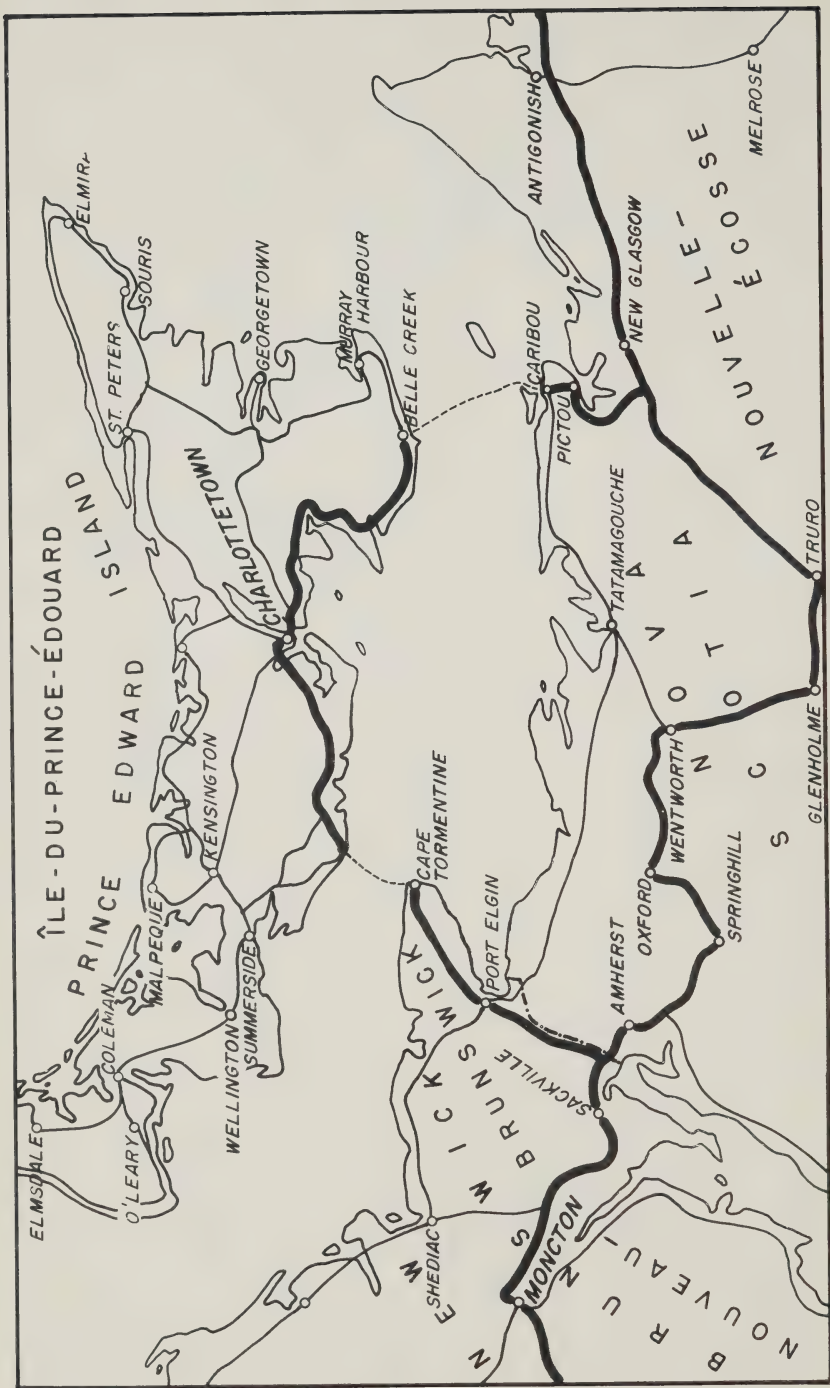 ÎLE-DU-PRINCE-ÉDOUARD
PRINCE EDWARD ISLAND
ELMSDALE
O'LEARY
COLEMAN
MALPEQUE
WELLINGTON
SUMMERSIDE
KENSINGTON
CHARLOTTETOWN
ST. PETERS
ELMIRA
SOURIS
GEORGETOWN
MURRAY
HARBOUR
BELLE CREEK
CAPE
TORMENTINE
PORT ELGIN
SHEDIAC
MONCTON
SACKVILLE
NEW BRUNSWICK
NOUVEAU-
BRUNSWICK
AMHERST
SPRINGHILL
OXFORD
WENTWORTH
GLENHOLME
TRURO
TATAMAGOUCHE
CARIBOU
PICTOU
NEW GLASGOW
ANTIGONISH
MELROSE
NOVA
SCOTIA
NOUVELLE-
ÉCOSSE